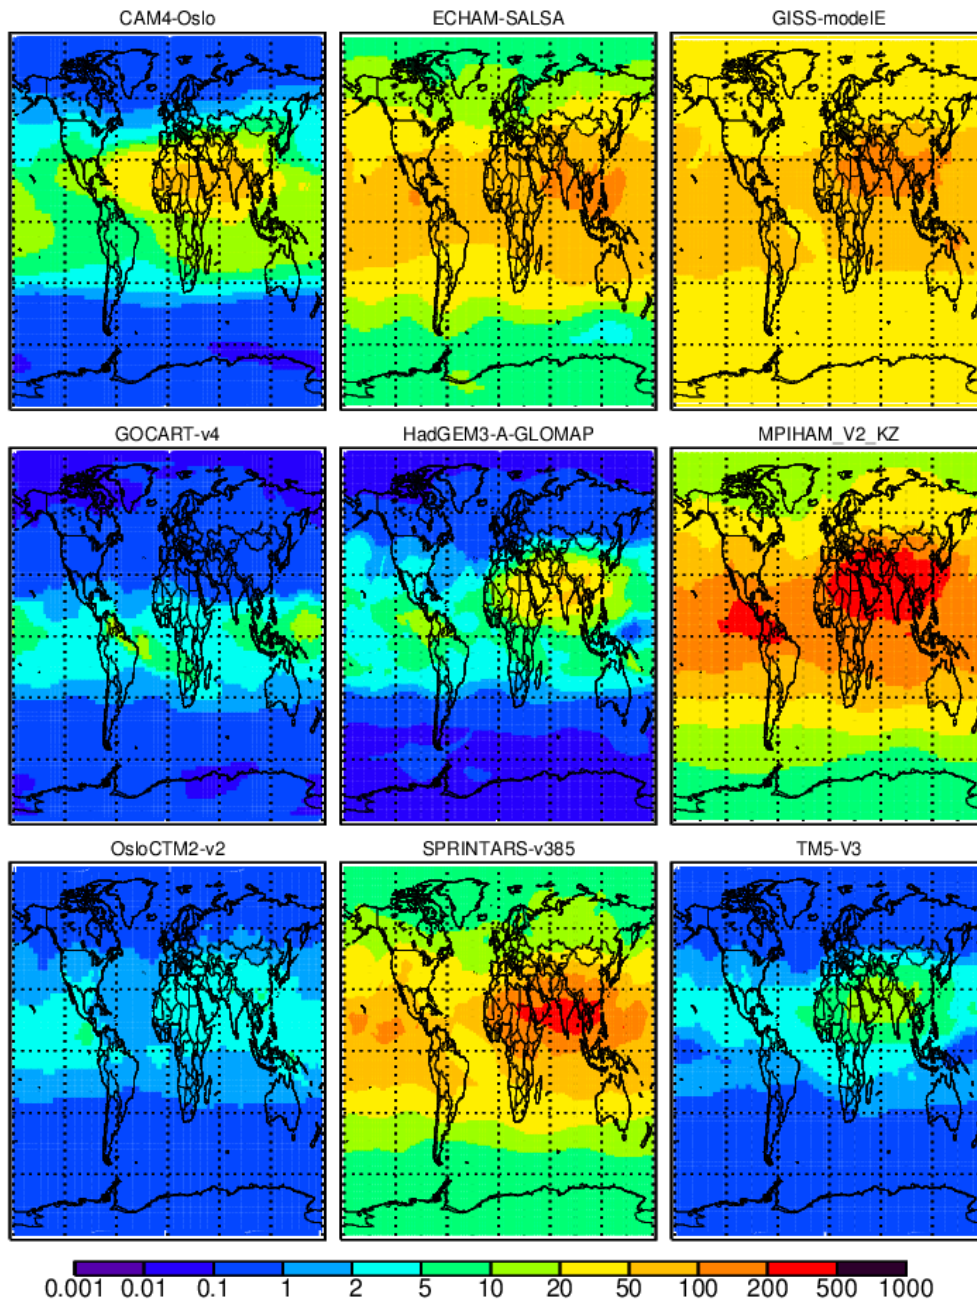 CAM4-Oslo ECHAM-SALSA GISS-modelE
GOCART-v4 HadGEM3-A-GLOMAP MPIHAM_V2_KZ
OsloCTM2-v2 SPRINTARS-v385 TM5-V3
0.001 0.01 0.1 1 2 5 10 20 50 100 200 500 1000